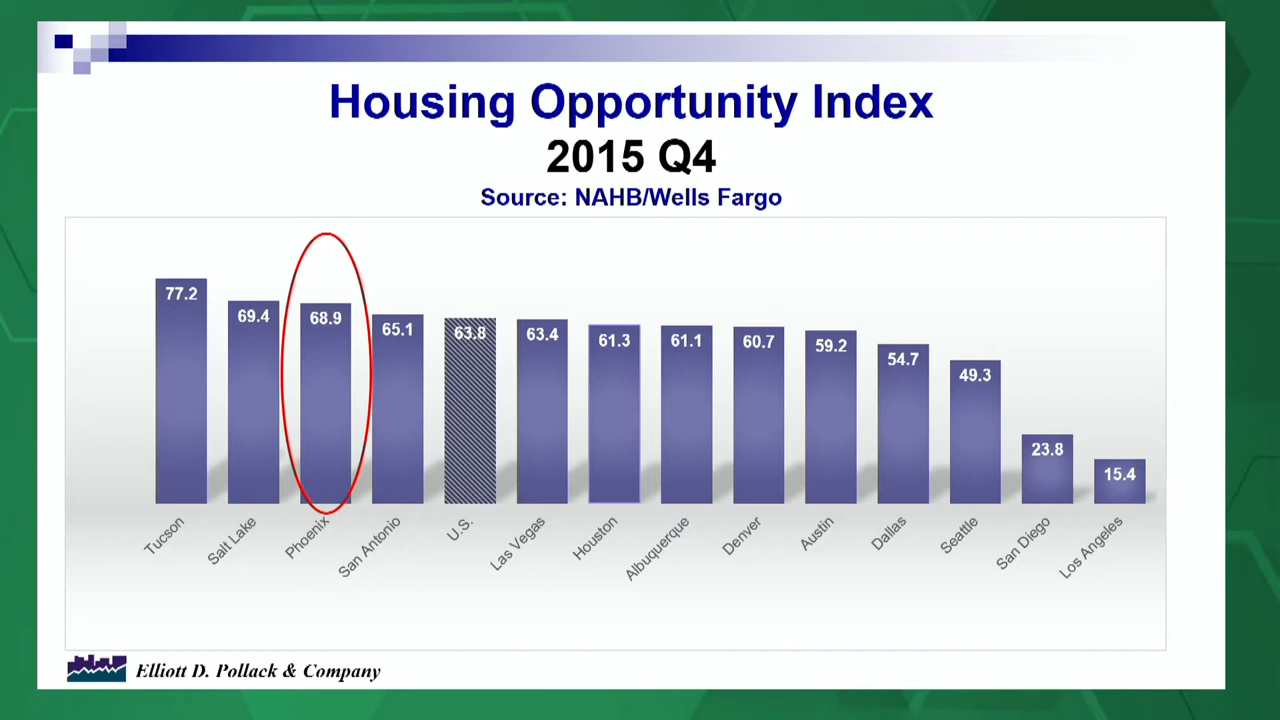 Housing Opportunity Index
2015 Q4
Source: NAHB/Wells Fargo
77.2
69.4
68.9
65.1
63.8
63.4
61.3
61.1
60.7
59.2
54.7
49.3
23.8
15.4
Tucson
Salt Lake
Phoenix
San Antonio
U.S.
Las Vegas
Houston
Albuquerque
Denver
Austin
Dallas
Seattle
San Diego
Los Angeles
Elliott D. Pollack & Company